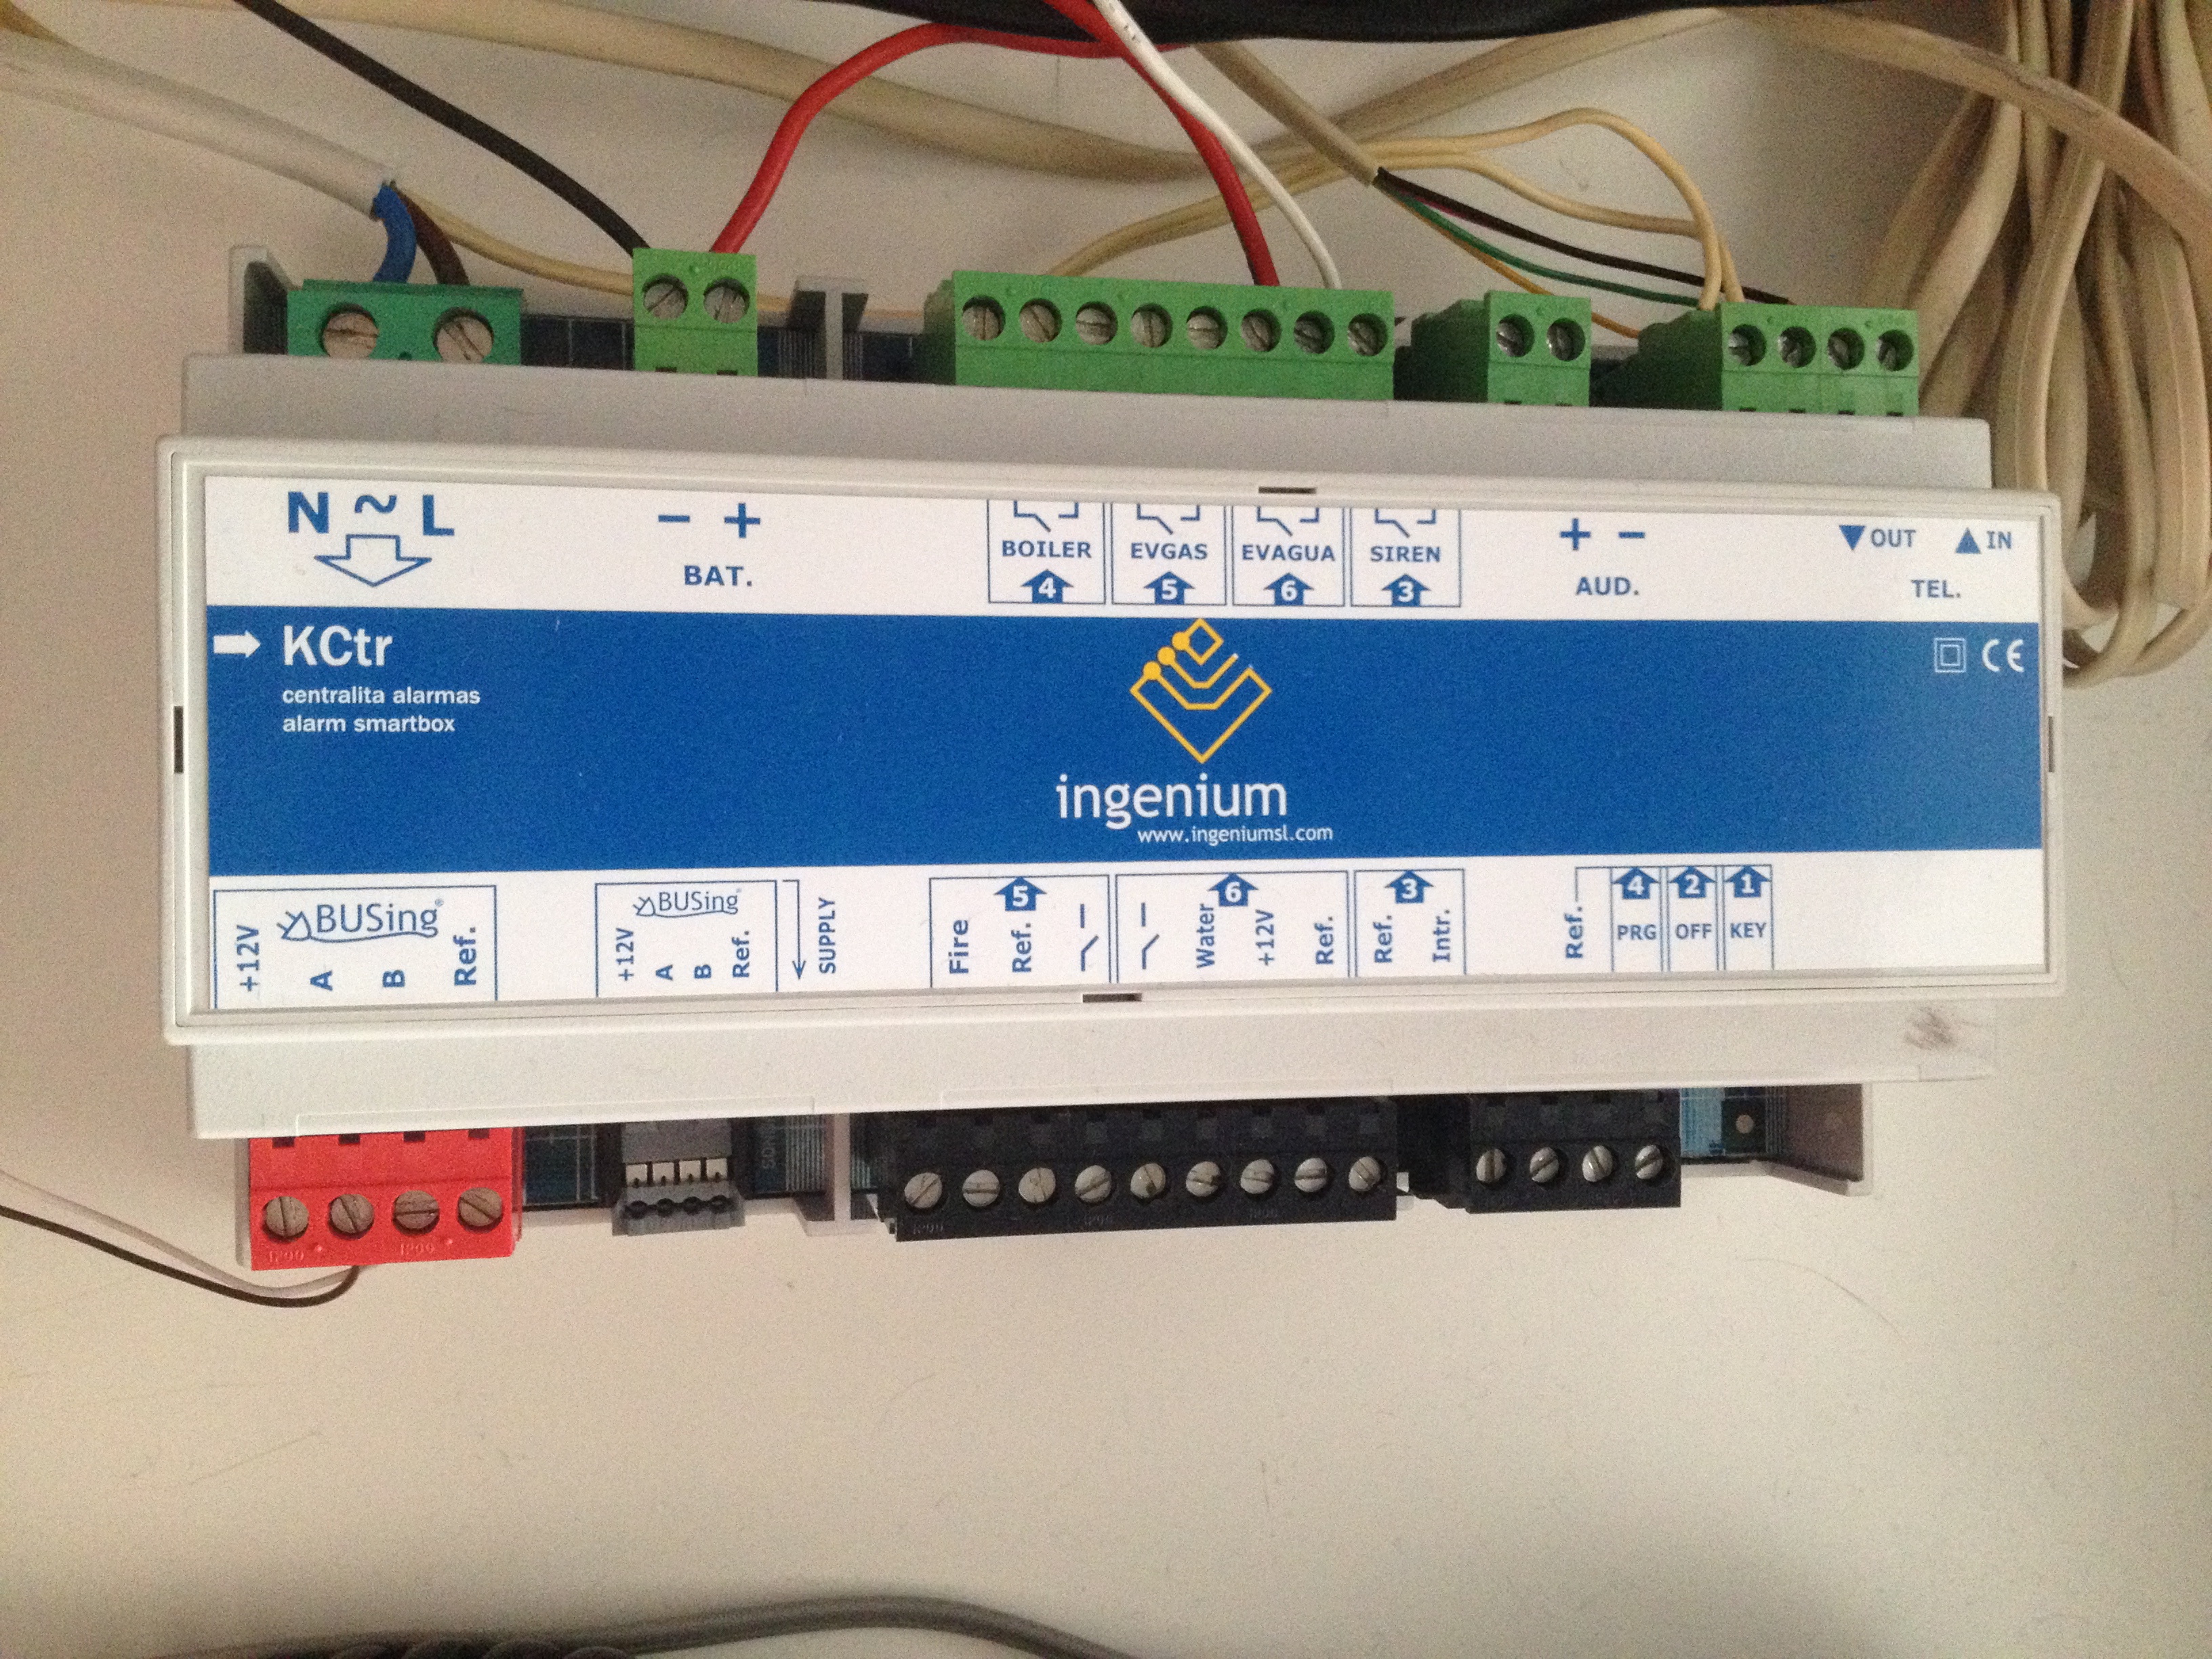 N ~ L
− +
BAT.
BOILER EVGAS EVAGUA SIREN
4 5 6 3
+ −
AUD.
OUT IN
TEL.
KCtr
centralita alarmas
alarm smartbox
CE
ingenium
www.ingeniumsl.com
BUSing®
+12V A B Ref.
BUSing®
+12V A B Ref.
SUPPLY
5
Fire Ref.
6
Water +12V Ref.
3
Ref. Intr.
Ref.
4 2 1
PRG OFF KEY